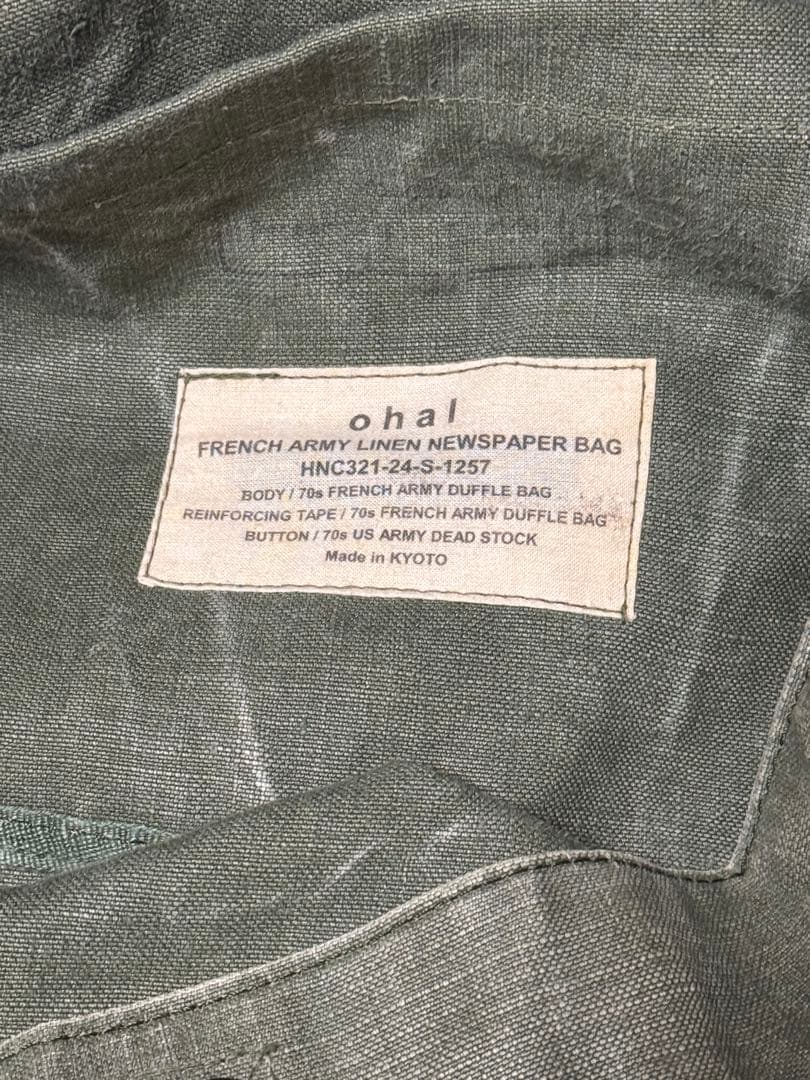 ohal
FRENCH ARMY LINEN NEWSPAPER BAG
HNC321-24-S-1257
BODY / 70s FRENCH ARMY DUFFLE BAG
REINFORCING TAPE / 70s FRENCH ARMY DUFFLE BAG
BUTTON / 70s US ARMY DEAD STOCK
Made in KYOTO